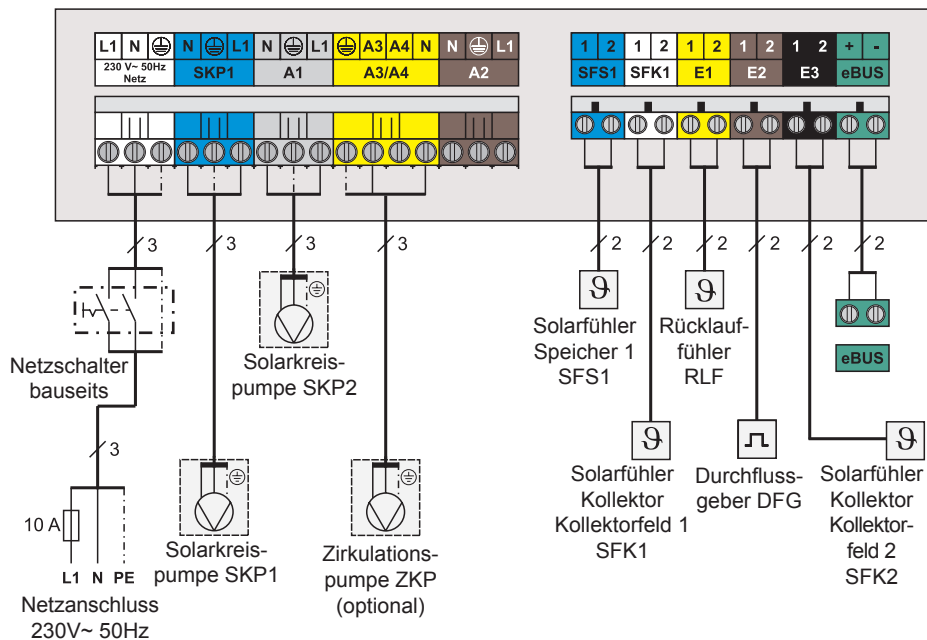 L1 N N L1 N L1 A3 A4 N N L1
230 V~ 50Hz
Netz
SKP1 A1 A3/A4 A2
1 2 1 2 1 2 1 2 1 2 + -
SFS1 SFK1 E1 E2 E3 eBUS
3 3 3 3 2 2 2 2 2 2
Netzschalter
bauseits
Solarkreis-
pumpe SKP2
Solarfühler
Speicher 1
SFS1
Rücklauf-
fühler
RLF
eBUS
3
10 A
L1 N PE
Netzanschluss
230V~ 50Hz
Solarkreis-
pumpe SKP1
Zirkulations-
pumpe ZKP
(optional)
Solarfühler
Kollektor
Kollektorfeld 1
SFK1
Durchfluss-
geber DFG
Solarfühler
Kollektor
Kollektor-
feld 2
SFK2
ϑ
ϑ
ϑ
ϑ